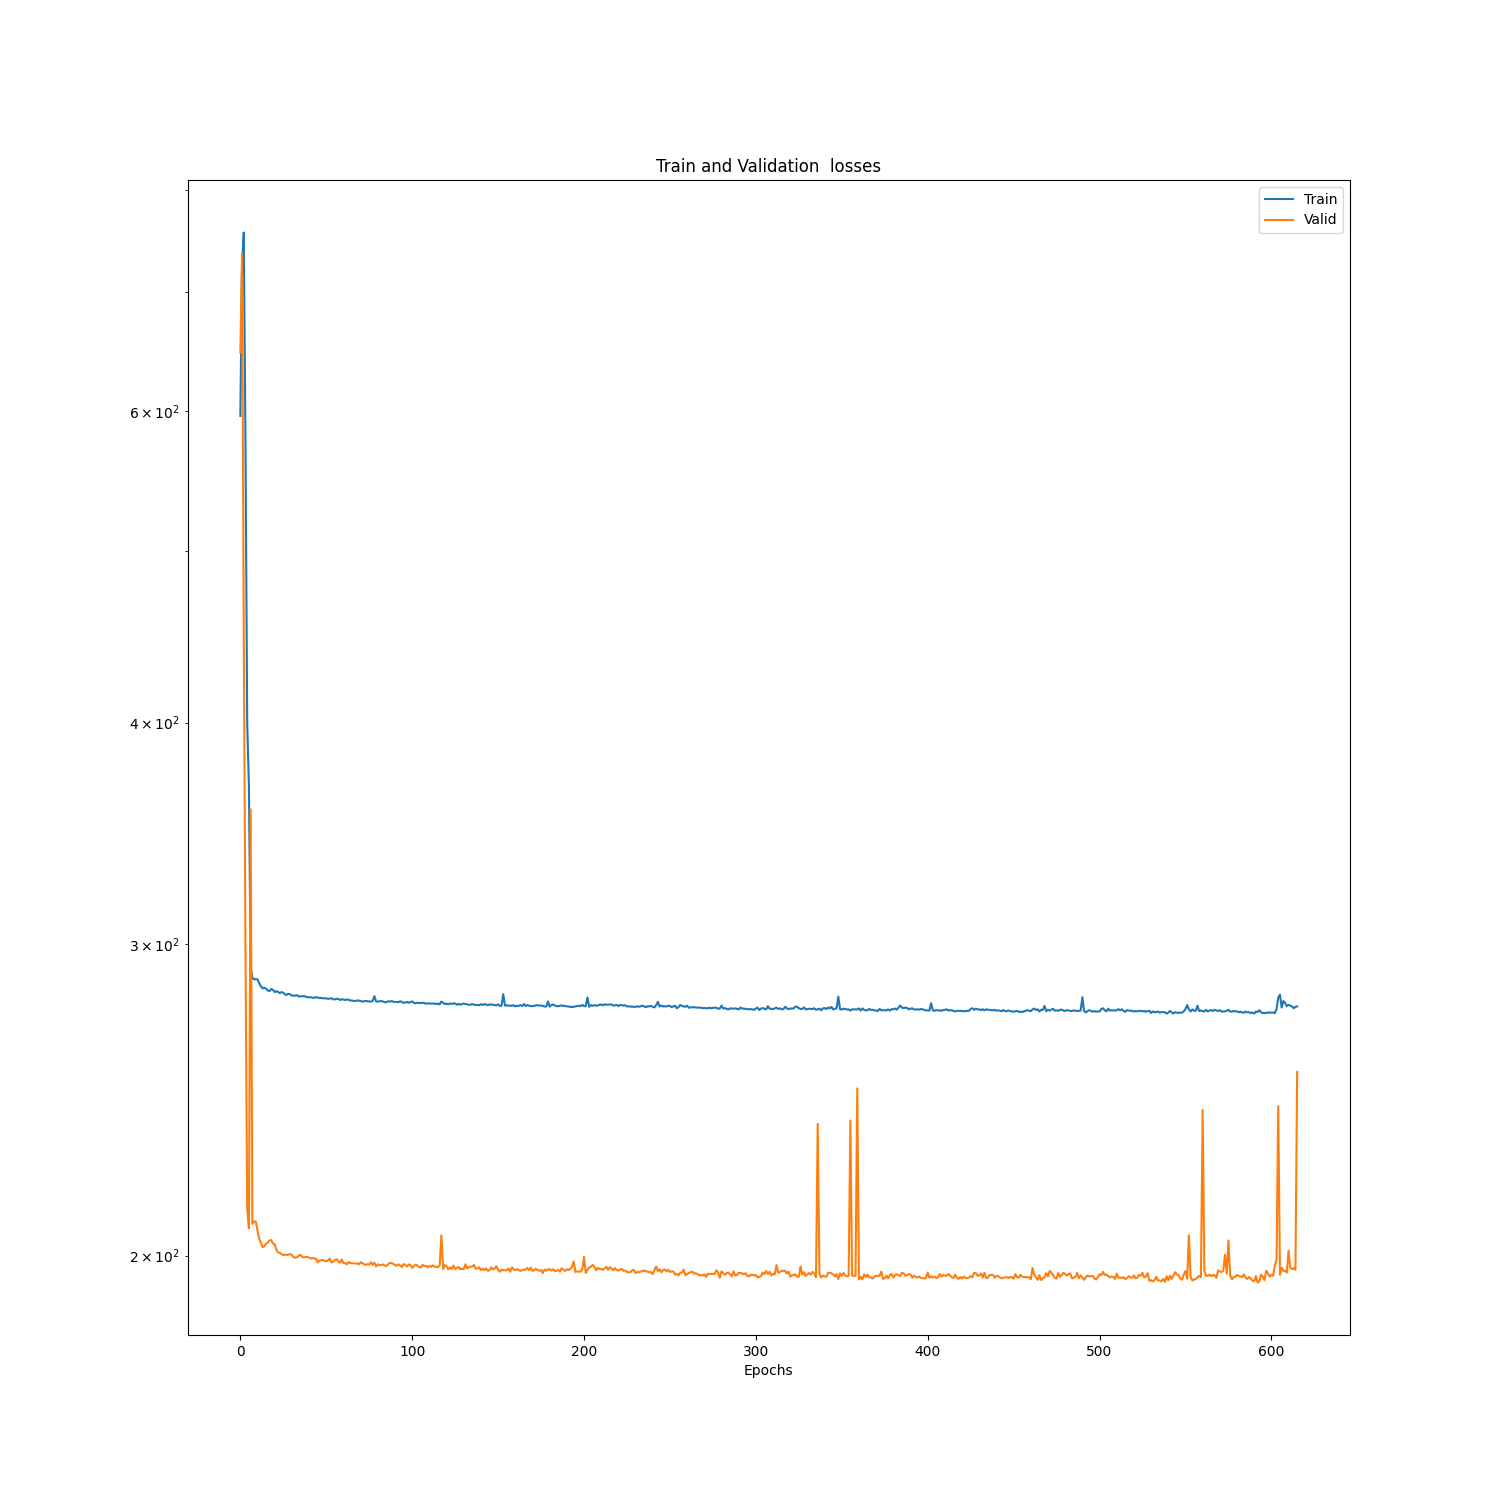 Train and Validation  losses
Train
Valid
6 × 10²
4 × 10²
3 × 10²
2 × 10²
0 100 200 300 400 500 600
Epochs